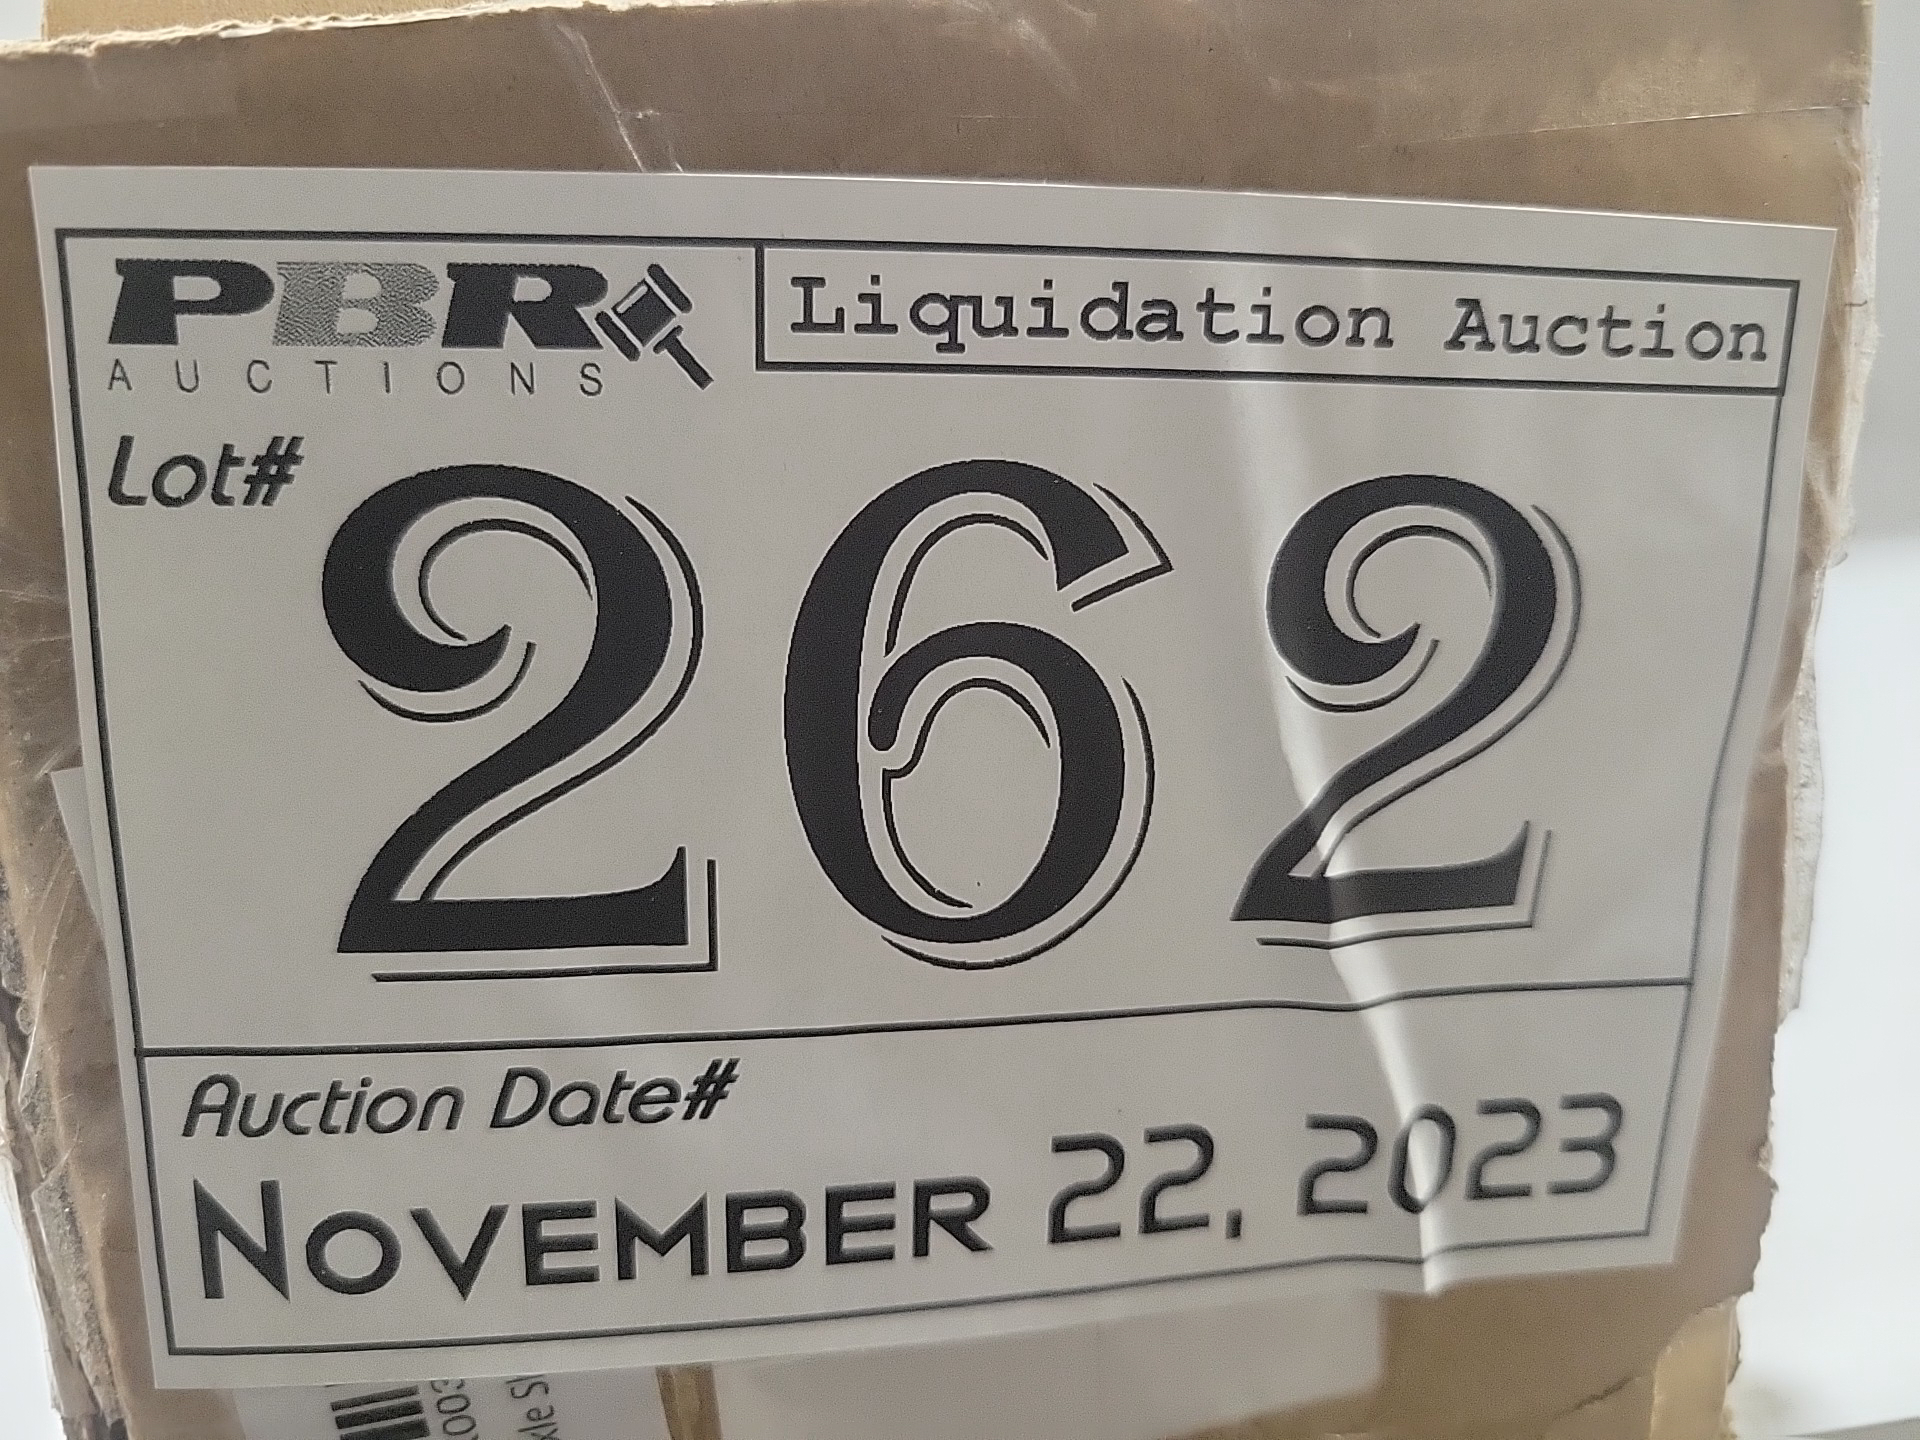 PBR
AUCTIONS
Liquidation Auction
Lot#
262
Auction Date#
NOVEMBER 22, 2023